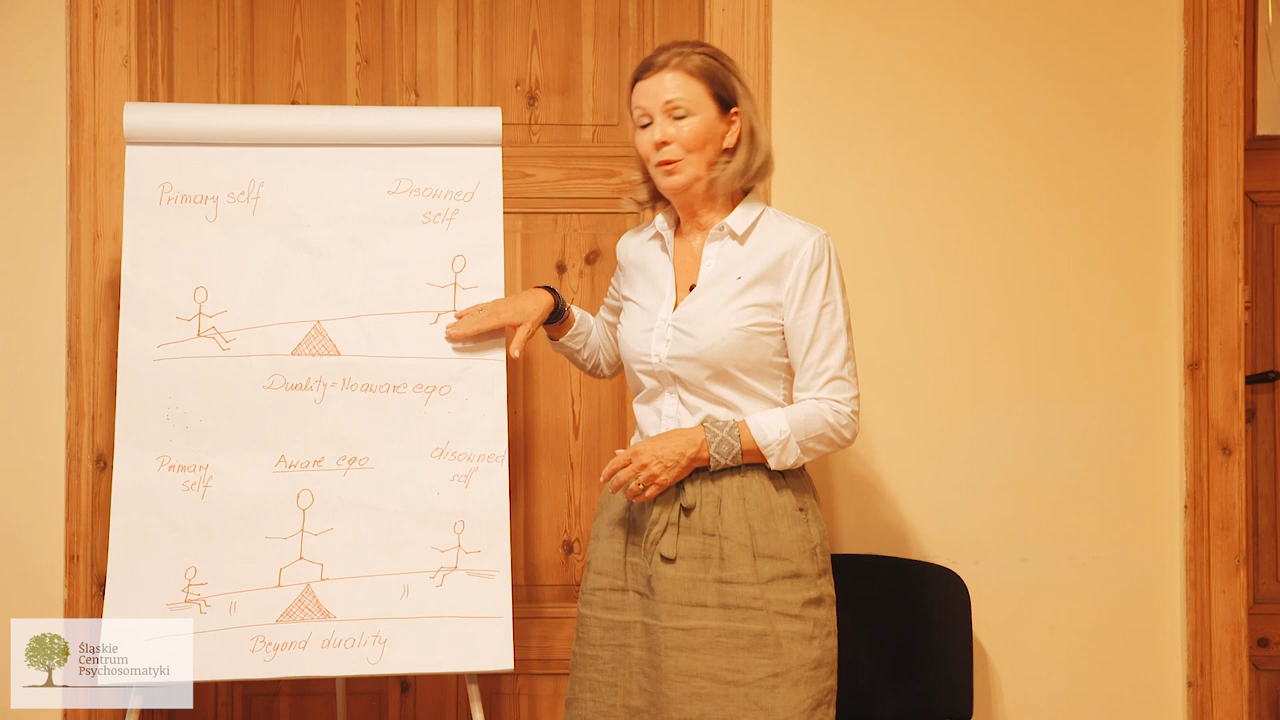 Primary self
Disowned
self
Duality = No aware ego
Primary
self
Aware ego
disowned
self
Beyond duality
Śląskie
Centrum
Psychosomatyki